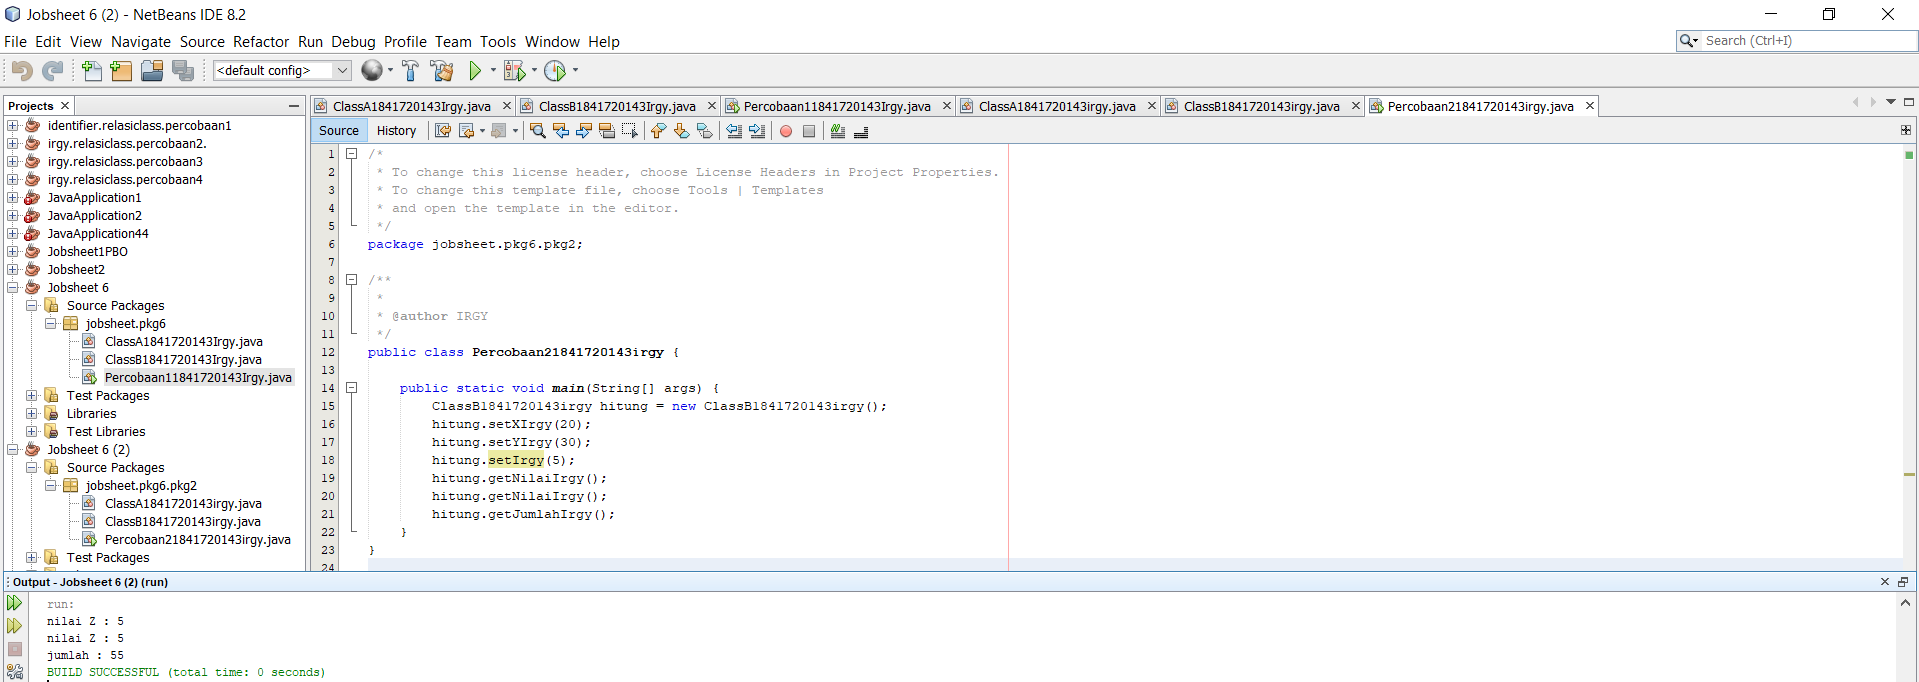 Jobsheet 6 (2) - NetBeans IDE 8.2
File Edit View Navigate Source Refactor Run Debug Profile Team Tools Window Help
Search (Ctrl+I)
<default config>
Projects
ClassA1841720143Irgy.java
ClassB1841720143Irgy.java
Percobaan11841720143Irgy.java
ClassA1841720143irgy.java
ClassB1841720143irgy.java
Percobaan21841720143irgy.java
identifier.relasiclass.percobaan1
irgy.relasiclass.percobaan2.
irgy.relasiclass.percobaan3
irgy.relasiclass.percobaan4
JavaApplication1
JavaApplication2
JavaApplication44
Jobsheet1PBO
Jobsheet2
Jobsheet 6
Source Packages
jobsheet.pkg6
ClassA1841720143Irgy.java
ClassB1841720143Irgy.java
Percobaan11841720143Irgy.java
Test Packages
Libraries
Test Libraries
Jobsheet 6 (2)
Source Packages
jobsheet.pkg6.pkg2
ClassA1841720143irgy.java
ClassB1841720143irgy.java
Percobaan21841720143irgy.java
Test Packages
Source History
1 /*
2 * To change this license header, choose License Headers in Project Properties.
3 * To change this template file, choose Tools | Templates
4 * and open the template in the editor.
5 */
6 package jobsheet.pkg6.pkg2;
7
8 /**
9 *
10 * @author IRGY
11 */
12 public class Percobaan21841720143irgy {
13
14 public static void main(String[] args) {
15 ClassB1841720143irgy hitung = new ClassB1841720143irgy();
16 hitung.setXIrgy(20);
17 hitung.setYIrgy(30);
18 hitung.setIrgy(5);
19 hitung.getNilaiIrgy();
20 hitung.getNilaiIrgy();
21 hitung.getJumlahIrgy();
22 }
23 }
24
Output - Jobsheet 6 (2) (run)
run:
nilai Z : 5
nilai Z : 5
jumlah : 55
BUILD SUCCESSFUL (total time: 0 seconds)